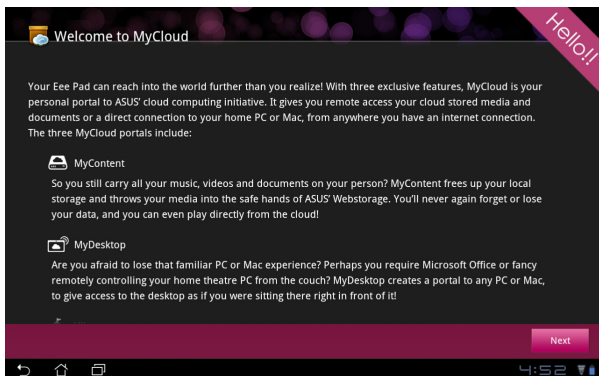 Welcome to MyCloud
Hello!!
Your Eee Pad can reach into the world further than you realize! With three exclusive features, MyCloud is your
personal portal to ASUS' cloud computing initiative. It gives you remote access your cloud stored media and
documents or a direct connection to your home PC or Mac, from anywhere you have an internet connection.
The three MyCloud portals include:
MyContent
So you still carry all your music, videos and documents on your person? MyContent frees up your local
storage and throws your media into the safe hands of ASUS' Webstorage. You'll never again forget or lose
your data, and you can even play directly from the cloud!
MyDesktop
Are you afraid to lose that familiar PC or Mac experience? Perhaps you require Microsoft Office or fancy
remotely controlling your home theatre PC from the couch? MyDesktop creates a portal to any PC or Mac,
to give access to the desktop as if you were sitting there right in front of it!
Next
4:52